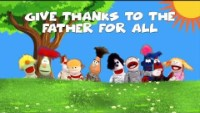 GIVE THANKS TO THE
FATHER FOR ALL